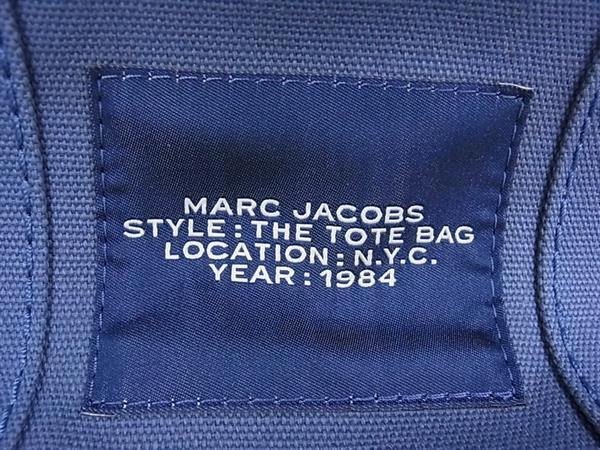 MARC JACOBS
STYLE : THE TOTE BAG
LOCATION : N.Y.C.
YEAR : 1984